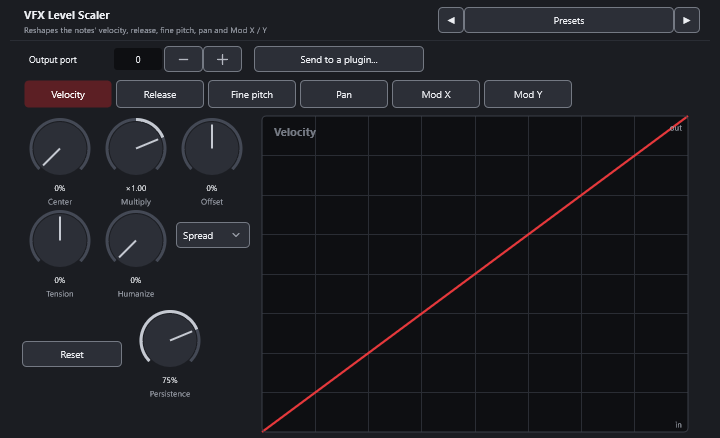 VFX Level Scaler
Reshapes the notes' velocity, release, fine pitch, pan and Mod X / Y
Presets
Output port
0
Send to a plugin...
Velocity
Release
Fine pitch
Pan
Mod X
Mod Y
Velocity
out
0%
×1.00
0%
Center
Multiply
Offset
Spread
0%
0%
Tension
Humanize
Reset
75%
Persistence
in